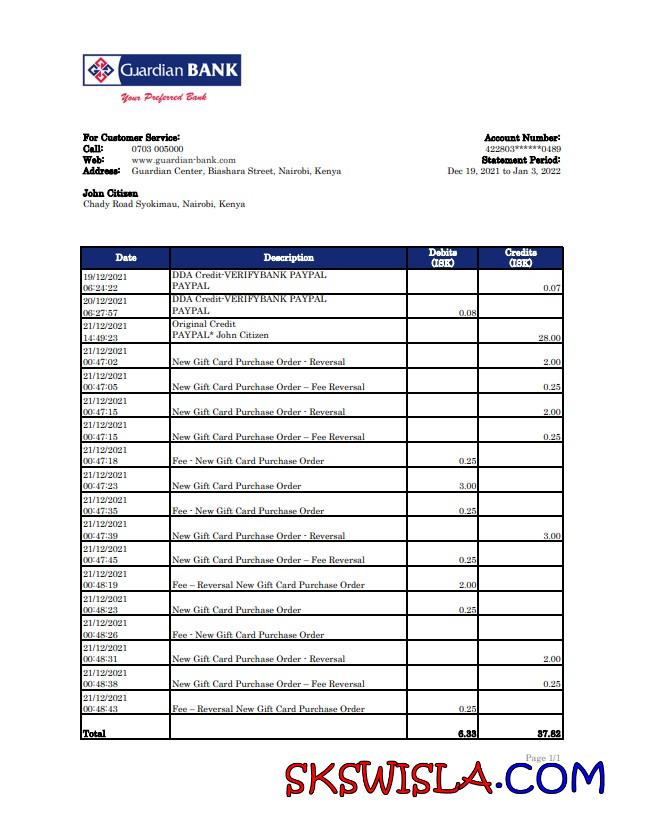 Guardian BANK
Your Preferred Bank
For Customer Service:
Call: 0703 005000
Web: www.guardian-bank.com
Address: Guardian Center, Biashara Street, Nairobi, Kenya
Account Number:
422803******0489
Statement Period:
Dec 19, 2021 to Jan 3, 2022
John Citizen
Chady Road Syokimau, Nairobi, Kenya
Date Description Debits (ISK) Credits (ISK)
19/12/2021 DDA Credit-VERIFYBANK PAYPAL
06:24:22 PAYPAL 0.07
20/12/2021 DDA Credit-VERIFYBANK PAYPAL
06:27:57 PAYPAL 0.08
21/12/2021 Original Credit
14:49:23 PAYPAL* John Citizen 28.00
21/12/2021
00:47:02 New Gift Card Purchase Order - Reversal 2.00
21/12/2021
00:47:05 New Gift Card Purchase Order – Fee Reversal 0.25
21/12/2021
00:47:15 New Gift Card Purchase Order - Reversal 2.00
21/12/2021
00:47:15 New Gift Card Purchase Order – Fee Reversal 0.25
21/12/2021
00:47:18 Fee - New Gift Card Purchase Order 0.25
21/12/2021
00:47:23 New Gift Card Purchase Order 3.00
21/12/2021
00:47:35 Fee - New Gift Card Purchase Order 0.25
21/12/2021
00:47:39 New Gift Card Purchase Order - Reversal 3.00
21/12/2021
00:47:45 New Gift Card Purchase Order – Fee Reversal 0.25
21/12/2021
00:48:19 Fee – Reversal New Gift Card Purchase Order 2.00
21/12/2021
00:48:23 New Gift Card Purchase Order 0.25
21/12/2021
00:48:26 Fee - New Gift Card Purchase Order
21/12/2021
00:48:31 New Gift Card Purchase Order - Reversal 2.00
21/12/2021
00:48:38 New Gift Card Purchase Order – Fee Reversal 0.25
21/12/2021
00:48:43 Fee – Reversal New Gift Card Purchase Order 0.25
Total 6.33 37.82
Page 1/1
SKSWISLA.COM